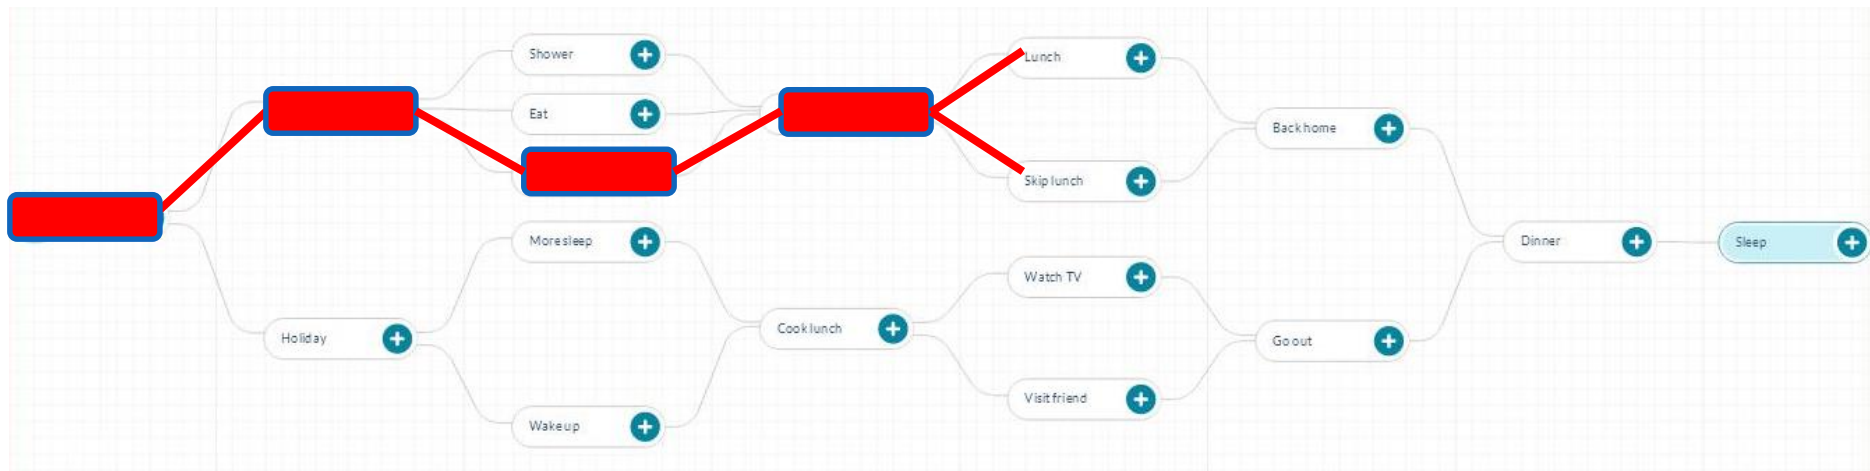 Shower
Eat
Lunch
Skip lunch
Back home
More sleep
Holiday
Wake up
Cook lunch
Watch TV
Visit friend
Go out
Dinner
Sleep